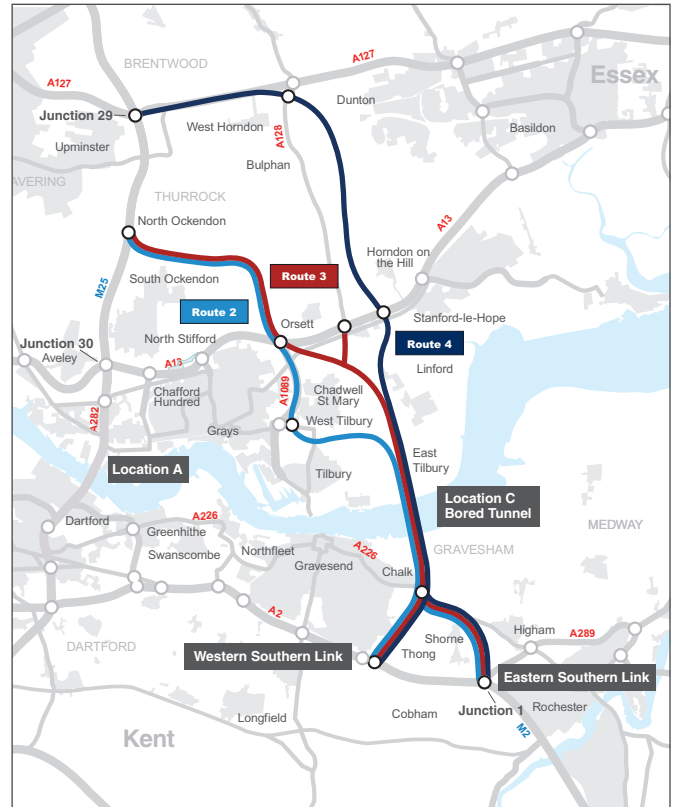 BRENTWOOD
A127
A127
Essex
Junction 29
Dunton
West Horndon
A128
Basildon
Upminster
Bulphan
AVERING
THURROCK
North Ockendon
A13
Horndon on
the Hill
South Ockendon
Route 3
M25
Route 2
Orsett
Stanford-le-Hope
Junction 30
North Stifford
Route 4
Aveley
A13
Linford
Chafford
Hundred
A1089
Chadwell
St Mary
A282
Grays
West Tilbury
Location A
Tilbury
East
Tilbury
Location C
Bored Tunnel
Dartford
A226
Greenhithe
MEDWAY
Swanscombe
Northfleet
A226
GRAVESHAM
Gravesend
Chalk
A2
Higham
A289
DARTFORD
Shorne
Western Southern Link
Thong
Eastern Southern Link
Junction 1
Rochester
Longfield
Cobham
M2
Kent